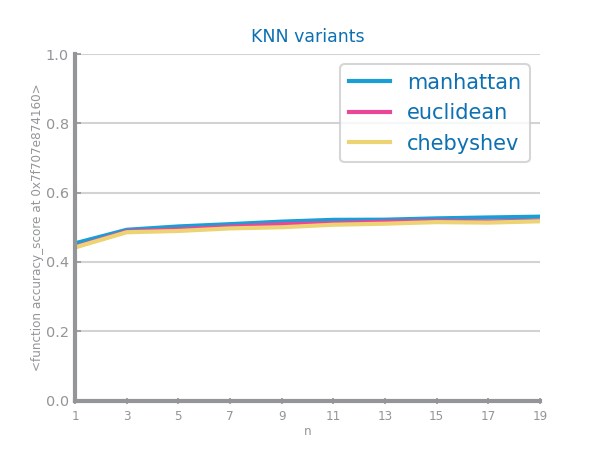 KNN variants
manhattan
euclidean
chebyshev
<function accuracy_score at 0x7f707e874160>
1.0
0.8
0.6
0.4
0.2
0.0
1 3 5 7 9 11 13 15 17 19
n